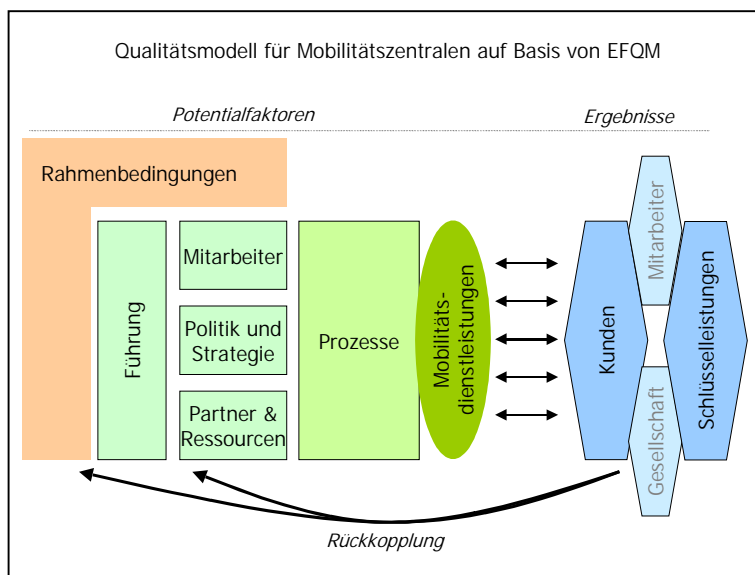 Qualitätsmodell für Mobilitätszentralen auf Basis von EFQM
Potentialfaktoren
Ergebnisse
Rahmenbedingungen
Führung
Mitarbeiter
Politik und
Strategie
Partner &
Ressourcen
Prozesse
Mobilitäts-
dienstleistungen
Kunden
Mitarbeiter
Gesellschaft
Schlüsselleistungen
Rückkopplung